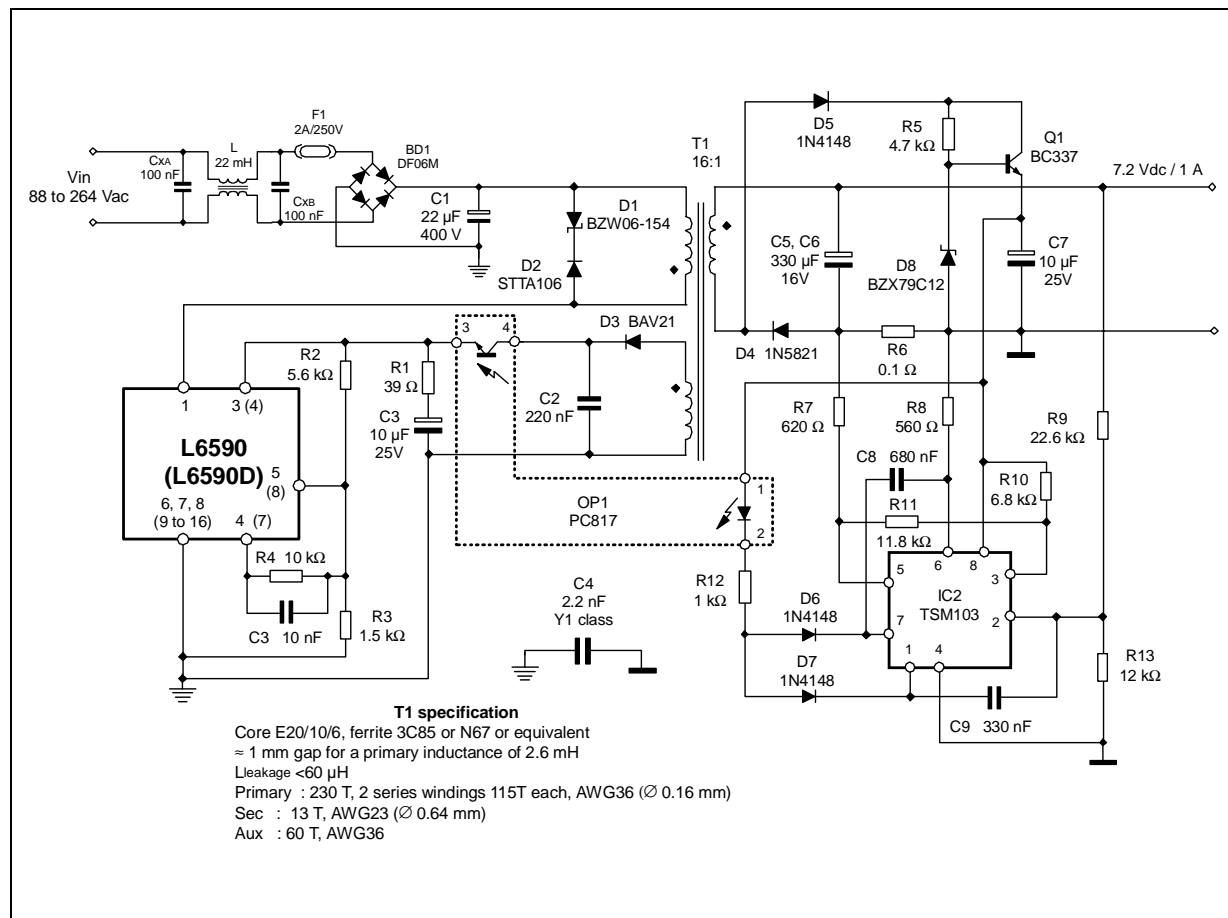 F1
2A/250V
L
22 mH
CXA
100 nF
BD1
DF06M
Vin
88 to 264 Vac
CXB
100 nF
C1
22 µF
400 V
D1
BZW06-154
D2
STTA106
T1
16:1
D5
1N4148
R5
4.7 kΩ
Q1
BC337
7.2 Vdc / 1 A
C5, C6
330 µF
16V
D8
BZX79C12
C7
10 µF
25V
D4 1N5821
R6
0.1 Ω
D3 BAV21
3
4
R2
5.6 kΩ
R1
39 Ω
C2
220 nF
C3
10 µF
25V
1
3 (4)
L6590
(L6590D)
5
(8)
6, 7, 8
(9 to 16)
4 (7)
R4 10 kΩ
C3 10 nF
R3
1.5 kΩ
OP1
PC817
1
2
R7
620 Ω
R8
560 Ω
R9
22.6 kΩ
C8 680 nF
R10
6.8 kΩ
R11
11.8 kΩ
R12
1 kΩ
D6
1N4148
D7
1N4148
5
6
8
3
IC2
TSM103
7
2
1
4
R13
12 kΩ
C9 330 nF
C4
2.2 nF
Y1 class
T1 specification
Core E20/10/6, ferrite 3C85 or N67 or equivalent
≈ 1 mm gap for a primary inductance of 2.6 mH
Lleakage <60 µH
Primary : 230 T, 2 series windings 115T each, AWG36 (∅ 0.16 mm)
Sec : 13 T, AWG23 (∅ 0.64 mm)
Aux : 60 T, AWG36